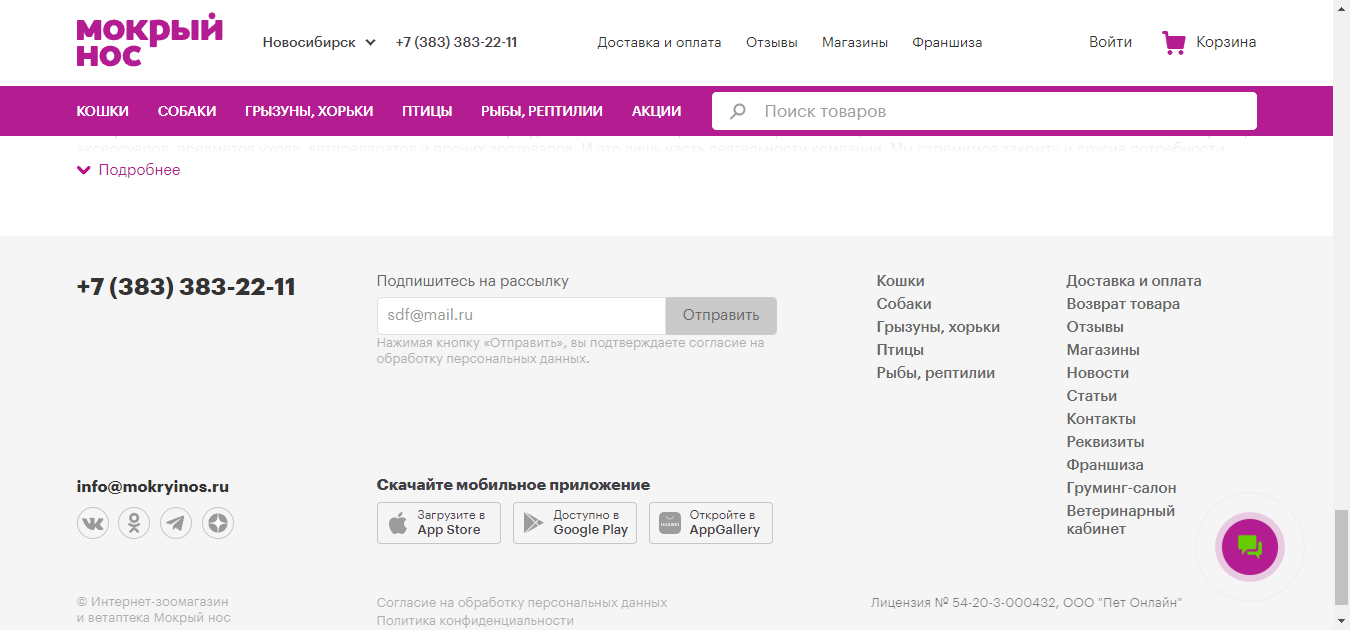 мокрый
нос
Новосибирск
+7 (383) 383-22-11
Доставка и оплата
Отзывы
Магазины
Франшиза
Войти
Корзина
КОШКИ
СОБАКИ
ГРЫЗУНЫ, ХОРЬКИ
ПТИЦЫ
РЫБЫ, РЕПТИЛИИ
АКЦИИ
Поиск товаров
аксессуаров, предметов ухода, ветпрепаратов и прочих зоотоваров. И это лишь часть деятельности компании. Мы стремимся закрыть и другие потребности
Подробнее
+7 (383) 383-22-11
Подпишитесь на рассылку
sdf@mail.ru
Отправить
Нажимая кнопку «Отправить», вы подтверждаете согласие на
обработку персональных данных.
Кошки
Собаки
Грызуны, хорьки
Птицы
Рыбы, рептилии
Доставка и оплата
Возврат товара
Отзывы
Магазины
Новости
Статьи
Контакты
Реквизиты
Франшиза
Груминг-салон
Ветеринарный
кабинет
info@mokryinos.ru
Скачайте мобильное приложение
Загрузите в
App Store
Доступно в
Google Play
HUAWEI
Откройте в
AppGallery
© Интернет-зоомагазин
и ветаптека Мокрый нос
Согласие на обработку персональных данных
Политика конфиденциальности
Лицензия № 54-20-3-000432, ООО "Пет Онлайн"